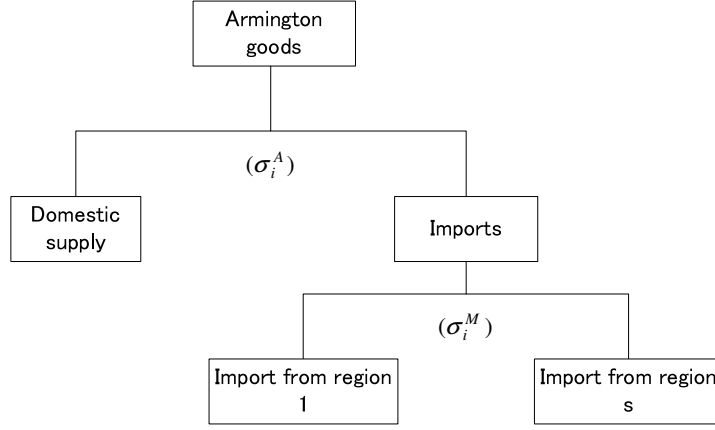 Armington
goods
(σ_i^A)
Domestic
supply
Imports
(σ_i^M)
Import from region
1
Import from region
s